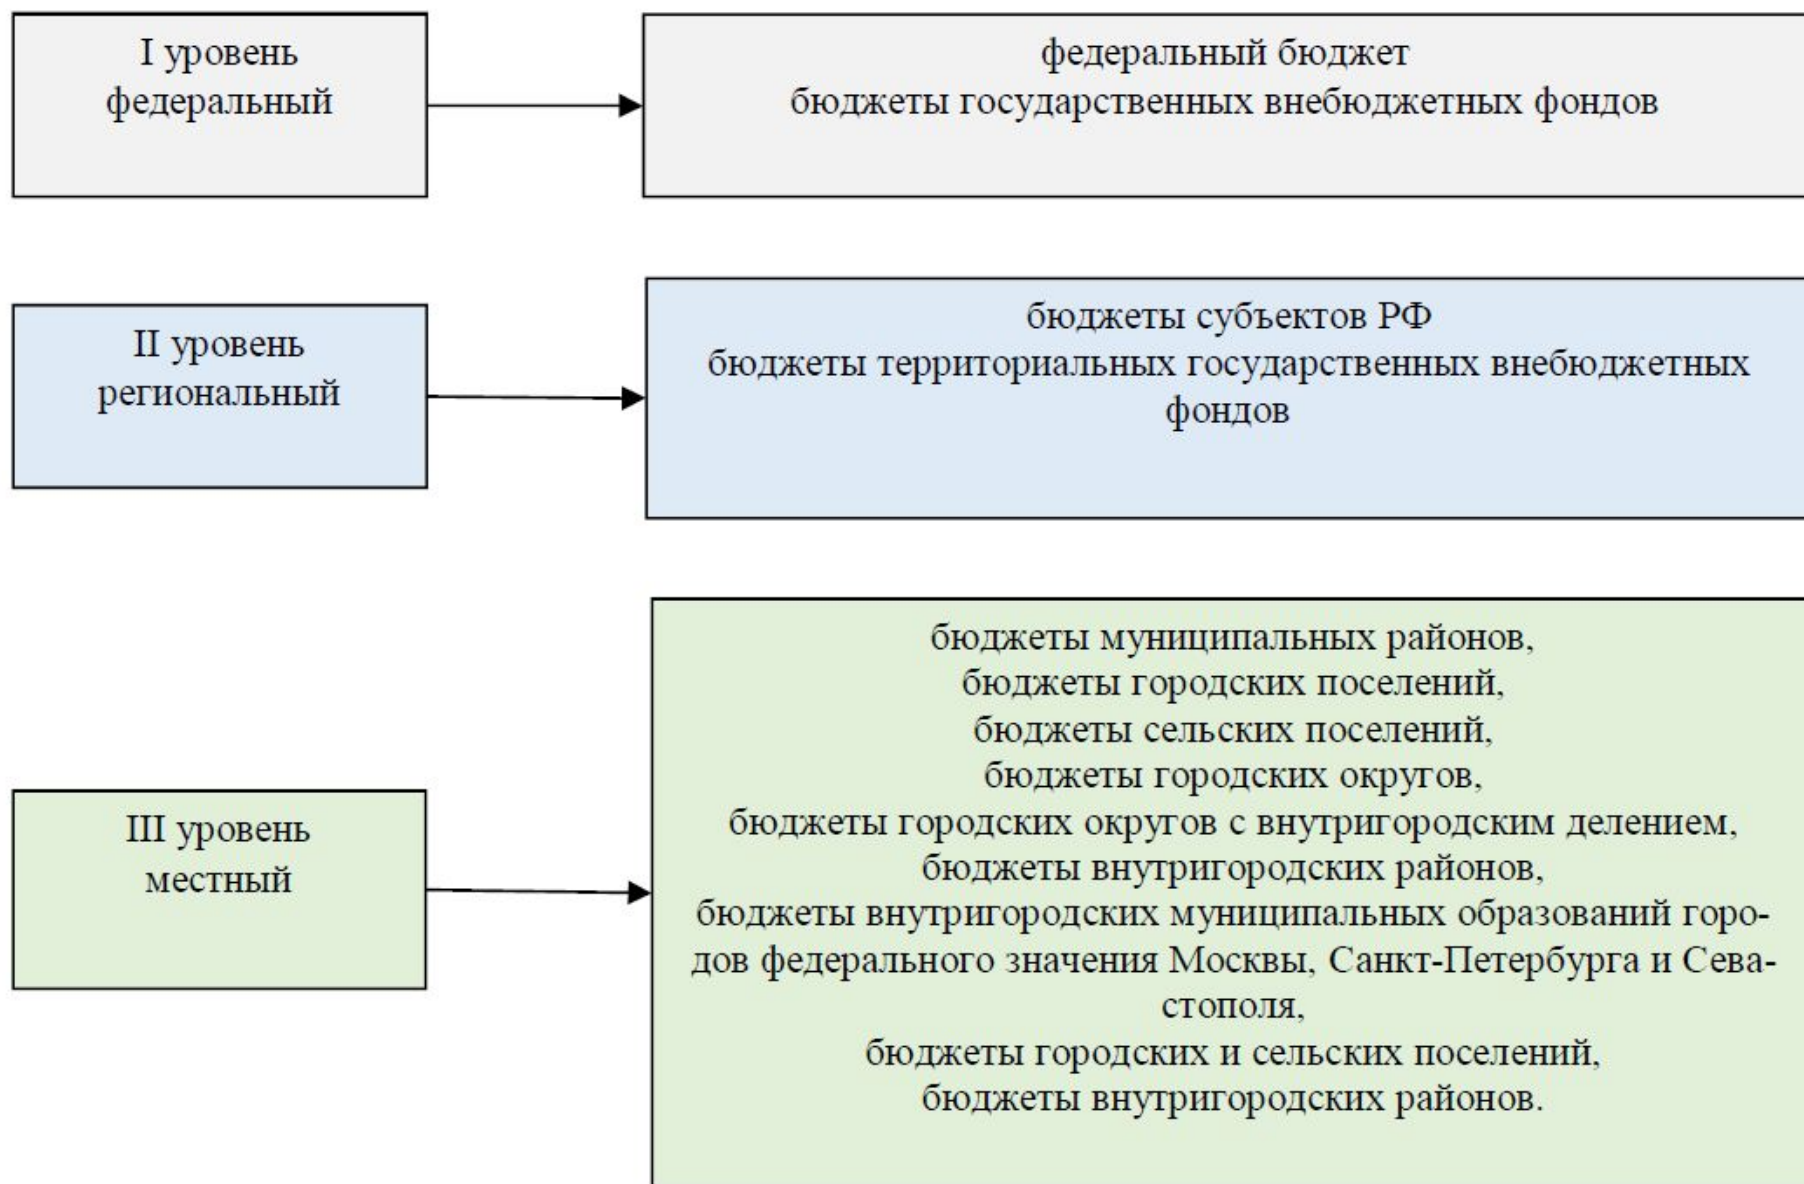 I уровень
федеральный
федеральный бюджет
бюджеты государственных внебюджетных фондов
II уровень
региональный
бюджеты субъектов РФ
бюджеты территориальных государственных внебюджетных
фондов
III уровень
местный
бюджеты муниципальных районов,
бюджеты городских поселений,
бюджеты сельских поселений,
бюджеты городских округов,
бюджеты городских округов с внутригородским делением,
бюджеты внутригородских районов,
бюджеты внутригородских муниципальных образований горо-
дов федерального значения Москвы, Санкт-Петербурга и Сева-
стополя,
бюджеты городских и сельских поселений,
бюджеты внутригородских районов.